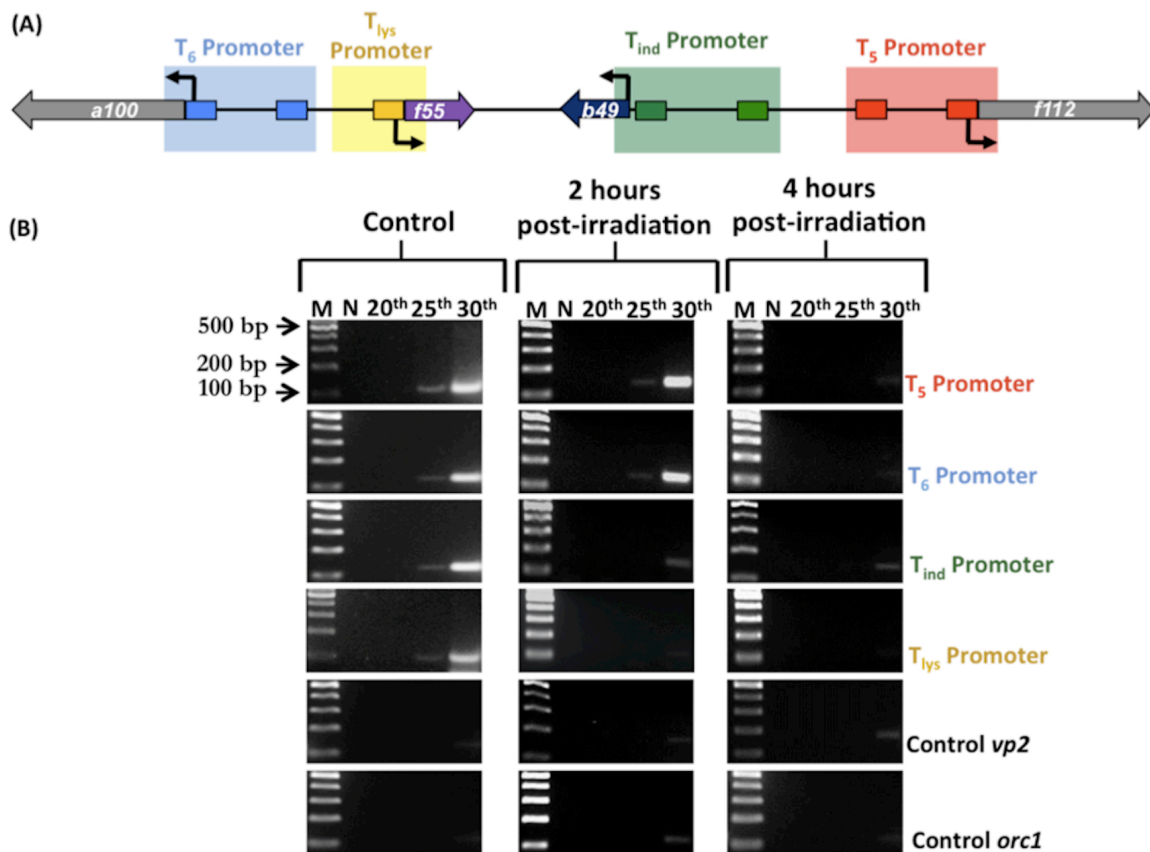 (A)
T6 Promoter
Tlys Promoter
Tind Promoter
T5 Promoter
a100
f55
b49
f112
(B)
Control
2 hours post-irradiation
4 hours post-irradiation
M N 20th 25th 30th
M N 20th 25th 30th
M N 20th 25th 30th
500 bp
200 bp
100 bp
T5 Promoter
T6 Promoter
Tind Promoter
Tlys Promoter
Control vp2
Control orc1